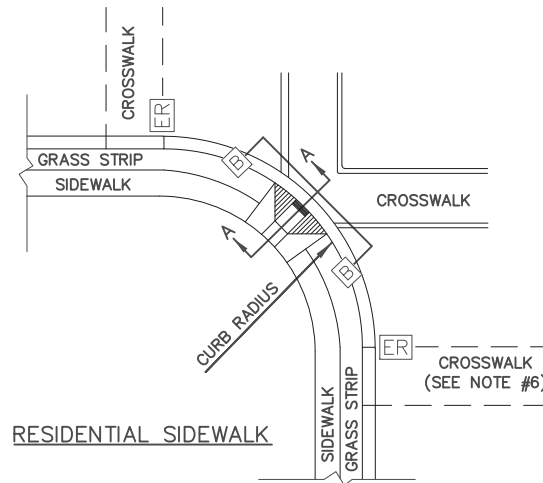 CROSSWALK
ER
GRASS STRIP
SIDEWALK
B
A
CROSSWALK
A
B
CURB RADIUS
ER
CROSSWALK
(SEE NOTE #6)
SIDEWALK
GRASS STRIP
RESIDENTIAL SIDEWALK